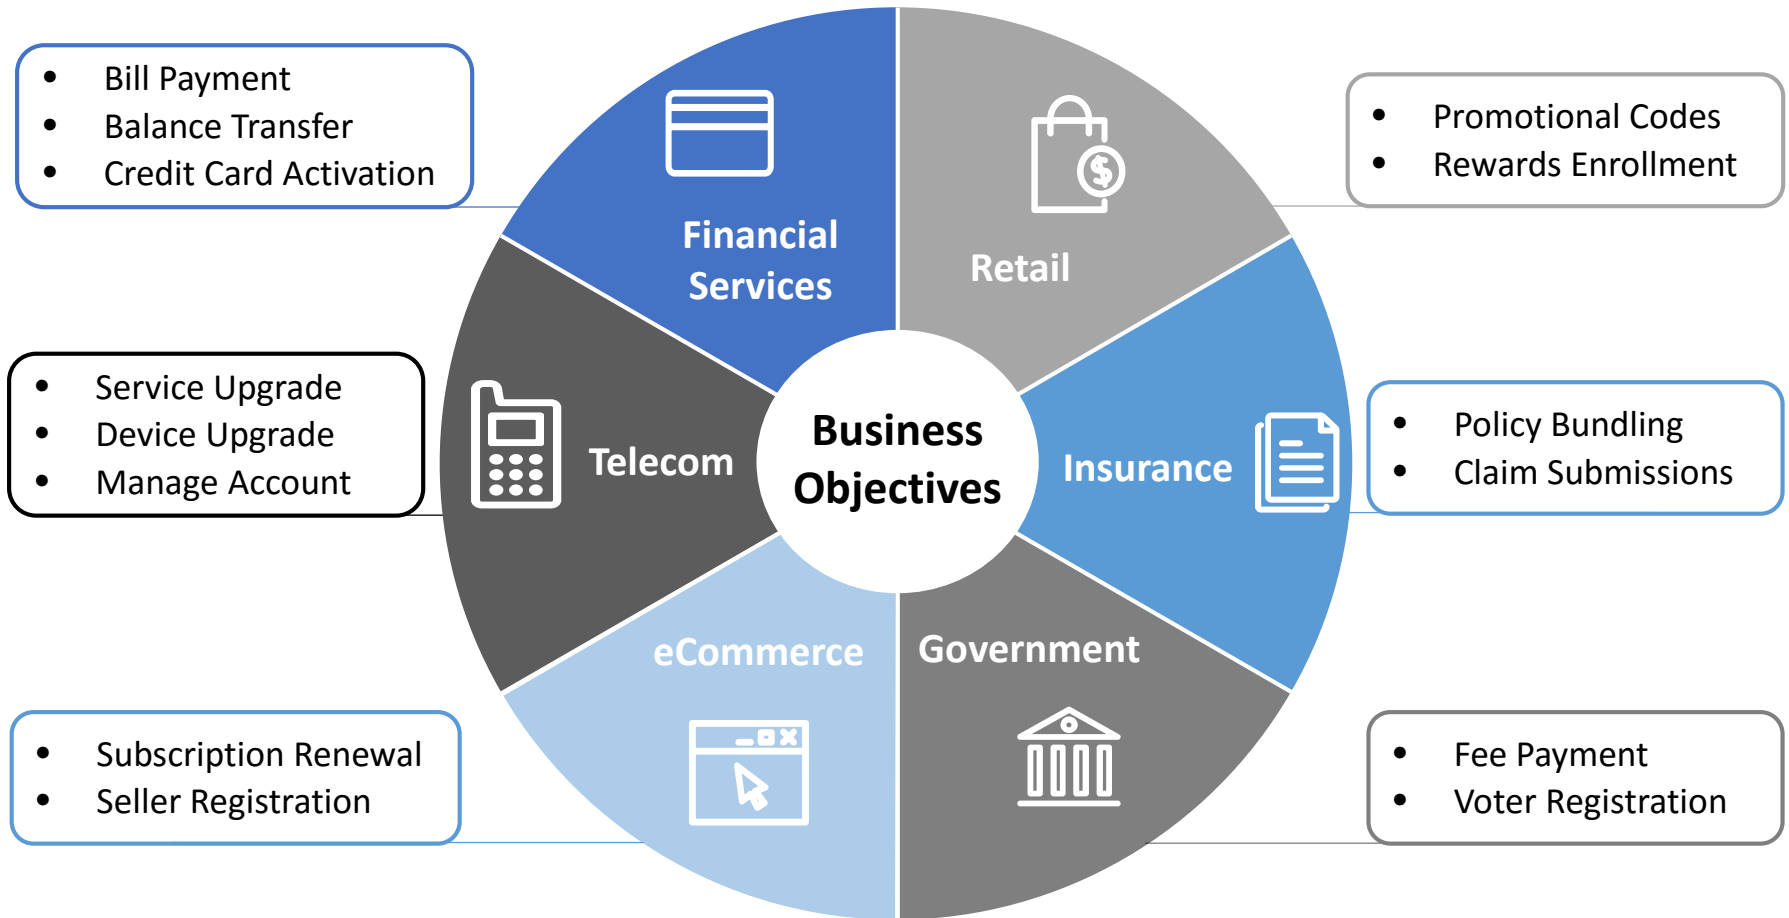 • Bill Payment
• Balance Transfer
• Credit Card Activation
Financial
Services
Retail
• Promotional Codes
• Rewards Enrollment
• Service Upgrade
• Device Upgrade
• Manage Account
Telecom
Business
Objectives
Insurance
• Policy Bundling
• Claim Submissions
eCommerce
Government
• Subscription Renewal
• Seller Registration
• Fee Payment
• Voter Registration
$